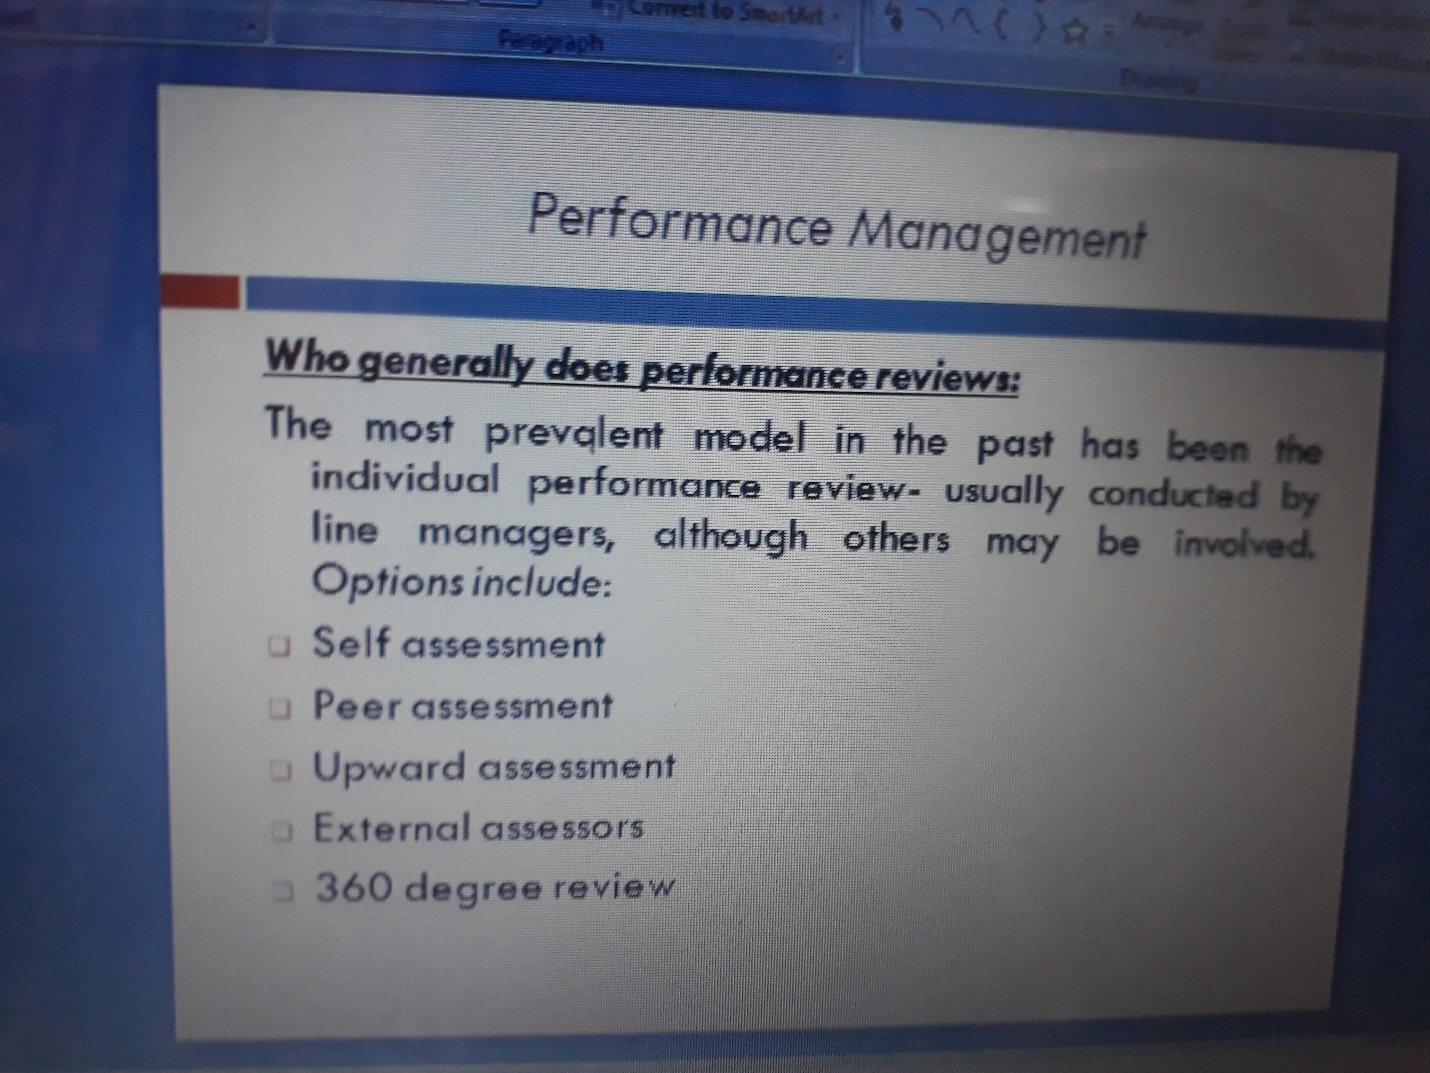 Convert to SmartArt
Paragraph
Arrange
Drawing
Performance Management
Who generally does performance reviews:
The most prevalent model in the past has been the
individual performance review- usually conducted by
line managers, although others may be involved.
Options include:
Self assessment
Peer assessment
Upward assessment
External assessors
360 degree review